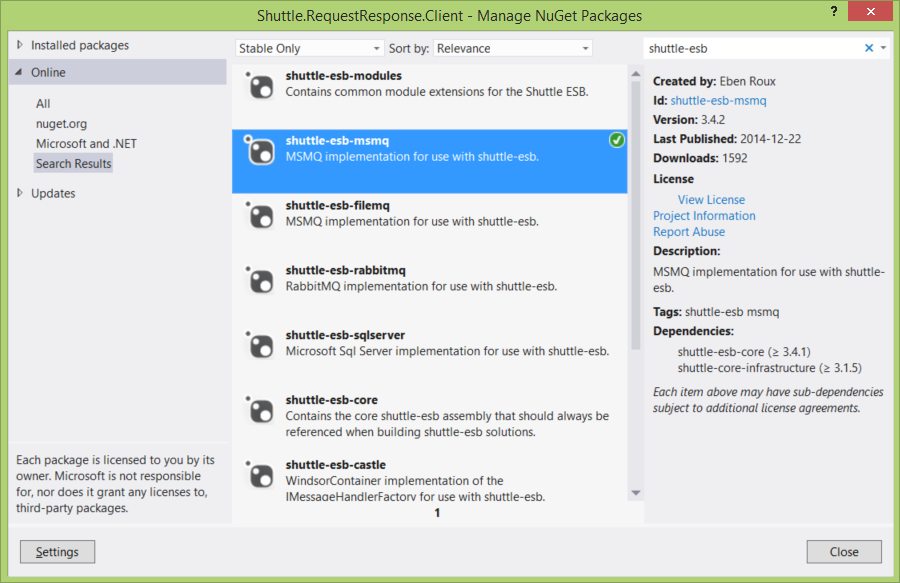 Shuttle.RequestResponse.Client - Manage NuGet Packages
?
Installed packages
Online
All
nuget.org
Microsoft and .NET
Search Results
Updates
Each package is licensed to you by its
owner. Microsoft is not responsible
for, nor does it grant any licenses to,
third-party packages.
Stable Only
Sort by: Relevance
shuttle-esb-modules
Contains common module extensions for the Shuttle ESB.
shuttle-esb-msmq
MSMQ implementation for use with shuttle-esb.
shuttle-esb-filemq
MSMQ implementation for use with shuttle-esb.
shuttle-esb-rabbitmq
RabbitMQ implementation for use with shuttle-esb.
shuttle-esb-sqlserver
Microsoft Sql Server implementation for use with shuttle-esb.
shuttle-esb-core
Contains the core shuttle-esb assembly that should always be
referenced when building shuttle-esb solutions.
shuttle-esb-castle
WindsorContainer implementation of the
IMessageHandlerFactory for use with shuttle-esb.
1
shuttle-esb
Created by: Eben Roux
Id: shuttle-esb-msmq
Version: 3.4.2
Last Published: 2014-12-22
Downloads: 1592
License
View License
Project Information
Report Abuse
Description:
MSMQ implementation for use with shuttle-
esb.
Tags: shuttle-esb msmq
Dependencies:
shuttle-esb-core (≥ 3.4.1)
shuttle-core-infrastructure (≥ 3.1.5)
Each item above may have sub-dependencies
subject to additional license agreements.
Settings
Close